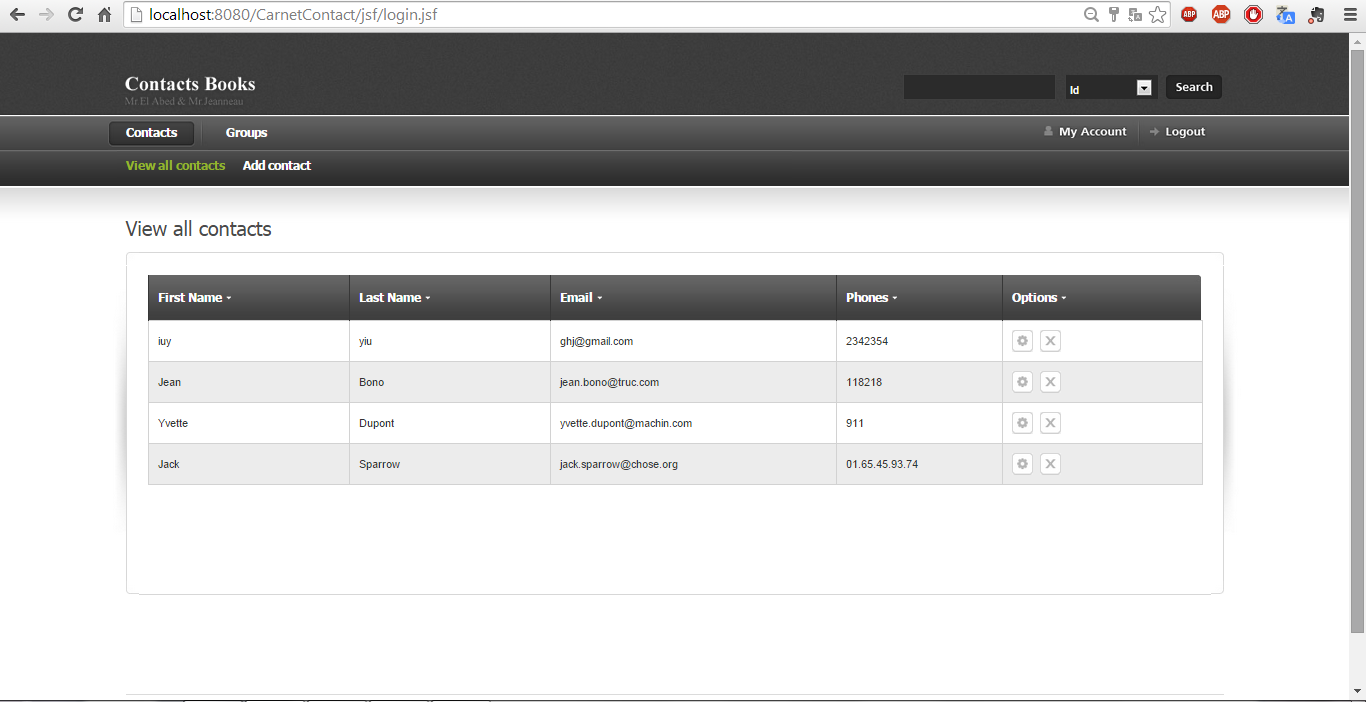 localhost:8080/CarnetContact/jsf/login.jsf
ABP ABP
Contacts Books
Mr El Abed & Mr Jeanneau
Id Search
Contacts Groups My Account Logout
View all contacts Add contact
View all contacts
First Name Last Name Email Phones Options
iuy yiu ghj@gmail.com 2342354
Jean Bono jean.bono@truc.com 118218
Yvette Dupont yvette.dupont@machin.com 911
Jack Sparrow jack.sparrow@chose.org 01.65.45.93.74